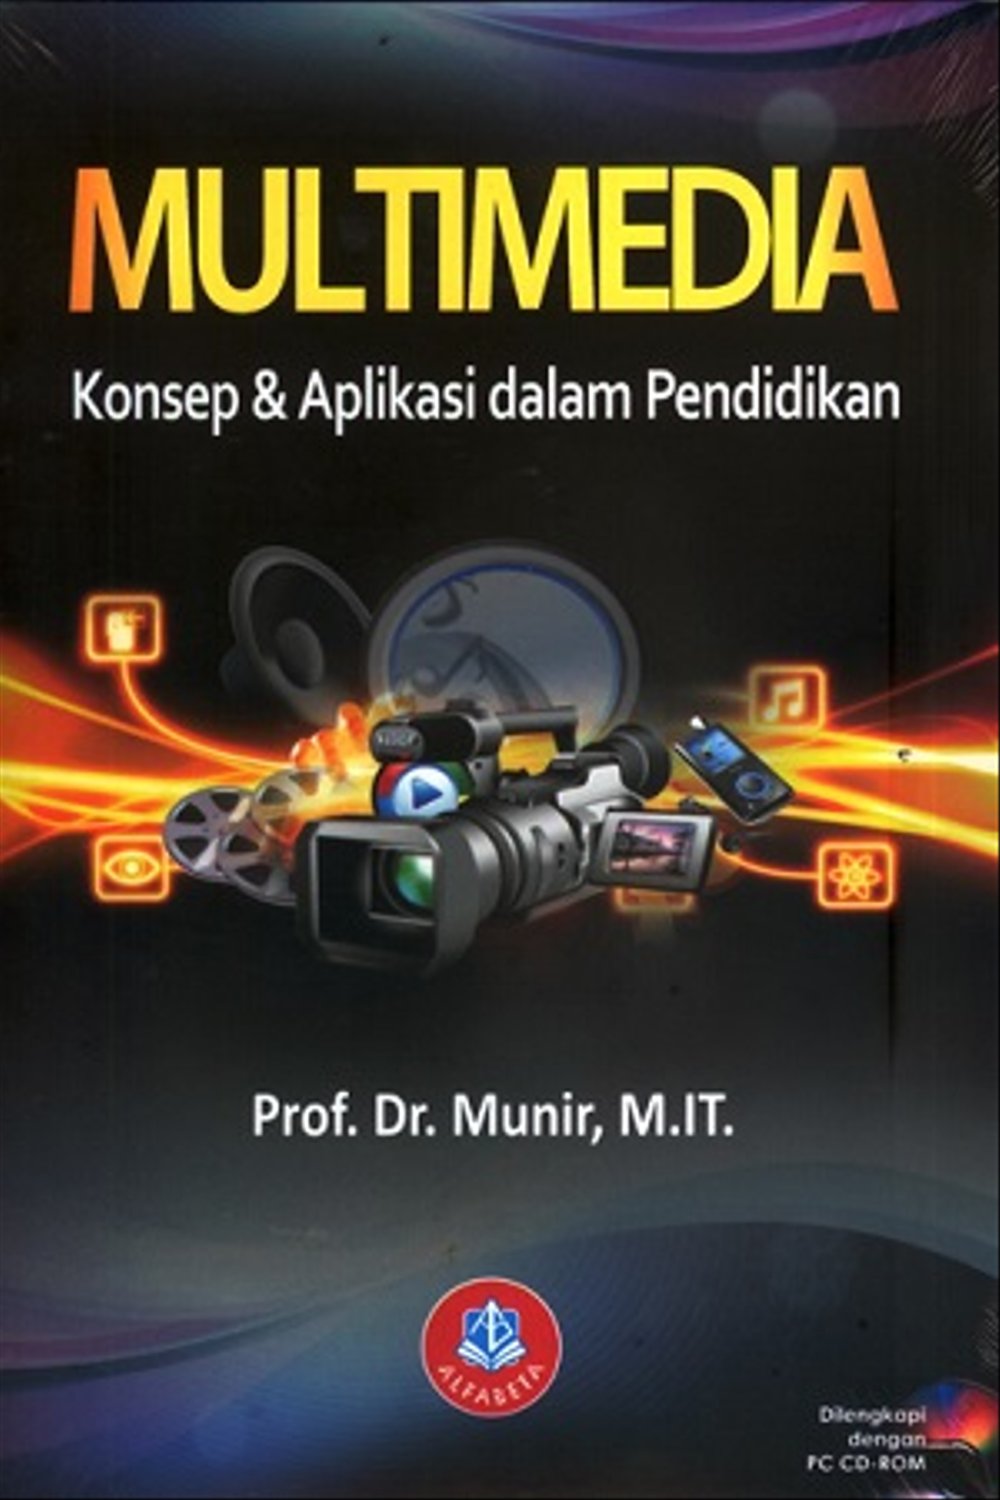 MULTIMEDIA
Konsep & Aplikasi dalam Pendidikan
Prof. Dr. Munir, M.IT.
ALFABETA
Dilengkapi
dengan
PC CD-ROM